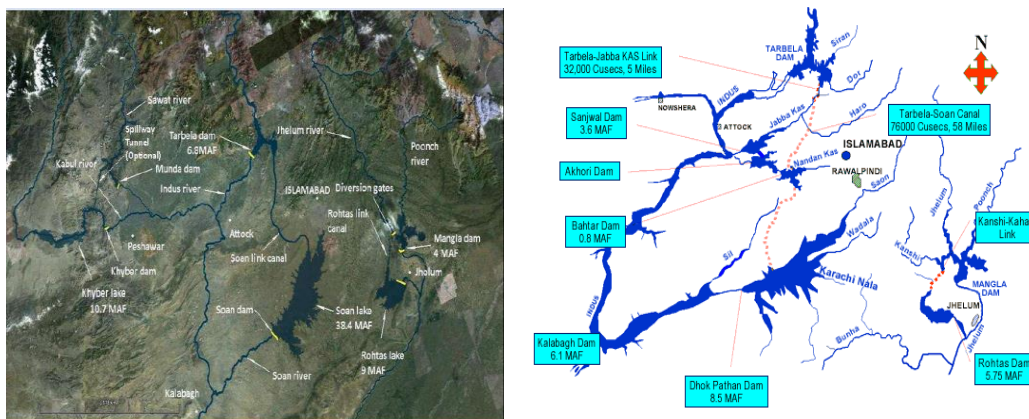 Sawat river
Spillway
Tunnel
(Optional)
Tarbela dam
6.8MAF
Kabul river
Munda dam
Indus river
Jhelum river
Poonch
river
ISLAMABAD
Diversion gates
Rohtas link
canal
Mangla dam
4 MAF
Peshawar
Attock
Soan link canal
Jholum
Khyber dam
Khyber lake
10.7 MAF
Soan dam
Soan lake
38.4 MAF
Rohtas lake
9 MAF
Soan river
Kalabagh
Tarbela-Jabba KAS Link
32,000 Cusecs, 5 Miles
TARBELA
DAM
Siran
N
INDUS
Dor
NOWSHERA
Sanjwal Dam
3.6 MAF
ATTOCK
Jabba Kas
Haro
Tarbela-Soan Canal
76000 Cusecs, 58 Miles
ISLAMABAD
Akhori Dam
Nandan Kas
RAWALPINDI
Saon
Bahtar Dam
0.8 MAF
Sil
Wadala
Jhelum
Poonch
Kanshi-Kaha
Link
Kanshi
Karachi Nala
MANGLA
DAM
INDUS
JHELUM
Kalabagh Dam
6.1 MAF
Bunha
Jhelum
Dhok Pathan Dam
8.5 MAF
Rohtas Dam
5.75 MAF